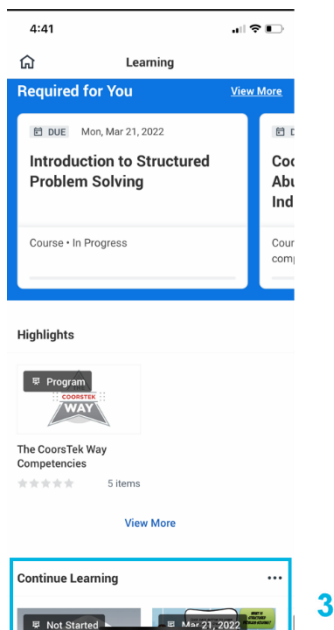 4:41
Learning
Required for You
View More
DUE Mon, Mar 21, 2022
Introduction to Structured
Problem Solving
Course • In Progress
Coo
Abu
Ind
Cour
Highlights
Program
COORSTEK
WAY
The CoorsTek Way
Competencies
5 items
View More
Continue Learning
3
Not Started
Mar 21, 2022